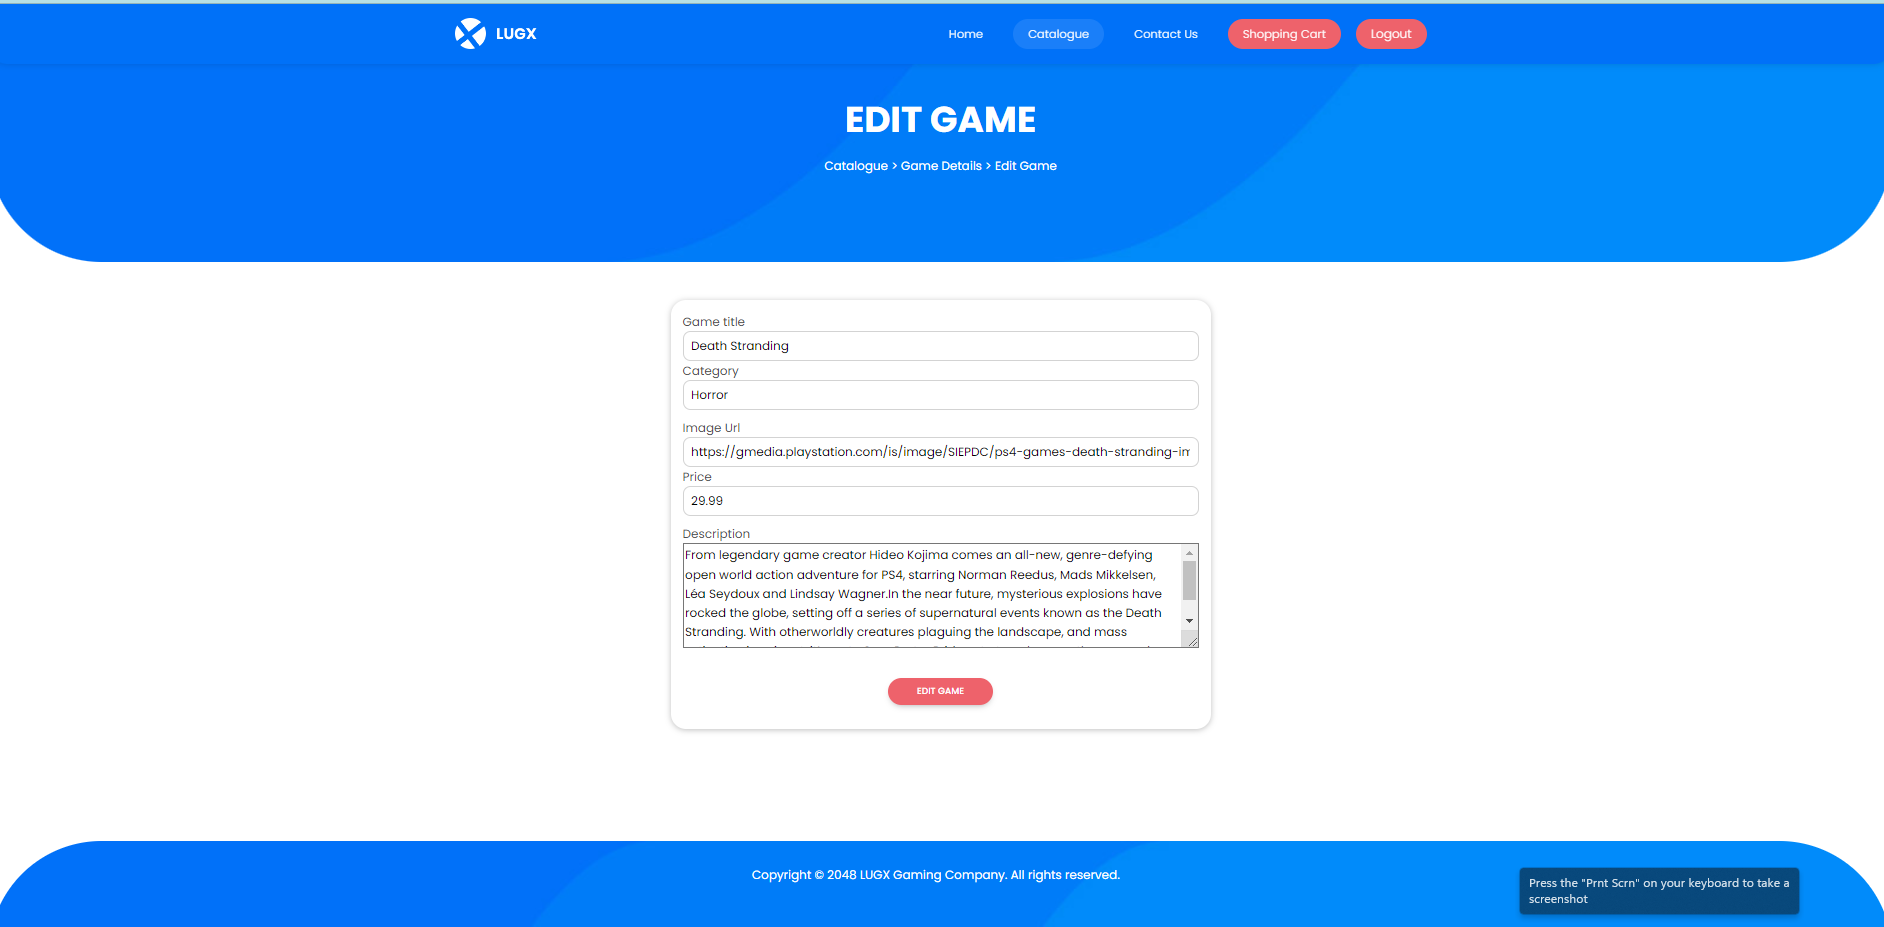 LUGX
Home
Catalogue
Contact Us
Shopping Cart
Logout
EDIT GAME
Catalogue > Game Details > Edit Game
Game title
Death Stranding
Category
Horror
Image Url
https://gmedia.playstation.com/is/image/SIEPDC/ps4-games-death-stranding-im
Price
29.99
Description
From legendary game creator Hideo Kojima comes an all-new, genre-defying
open world action adventure for PS4, starring Norman Reedus, Mads Mikkelsen,
Léa Seydoux and Lindsay Wagner.In the near future, mysterious explosions have
rocked the globe, setting off a series of supernatural events known as the Death
Stranding. With otherworldly creatures plaguing the landscape, and mass
EDIT GAME
Copyright © 2048 LUGX Gaming Company. All rights reserved.
Press the "Prnt Scrn" on your keyboard to take a
screenshot